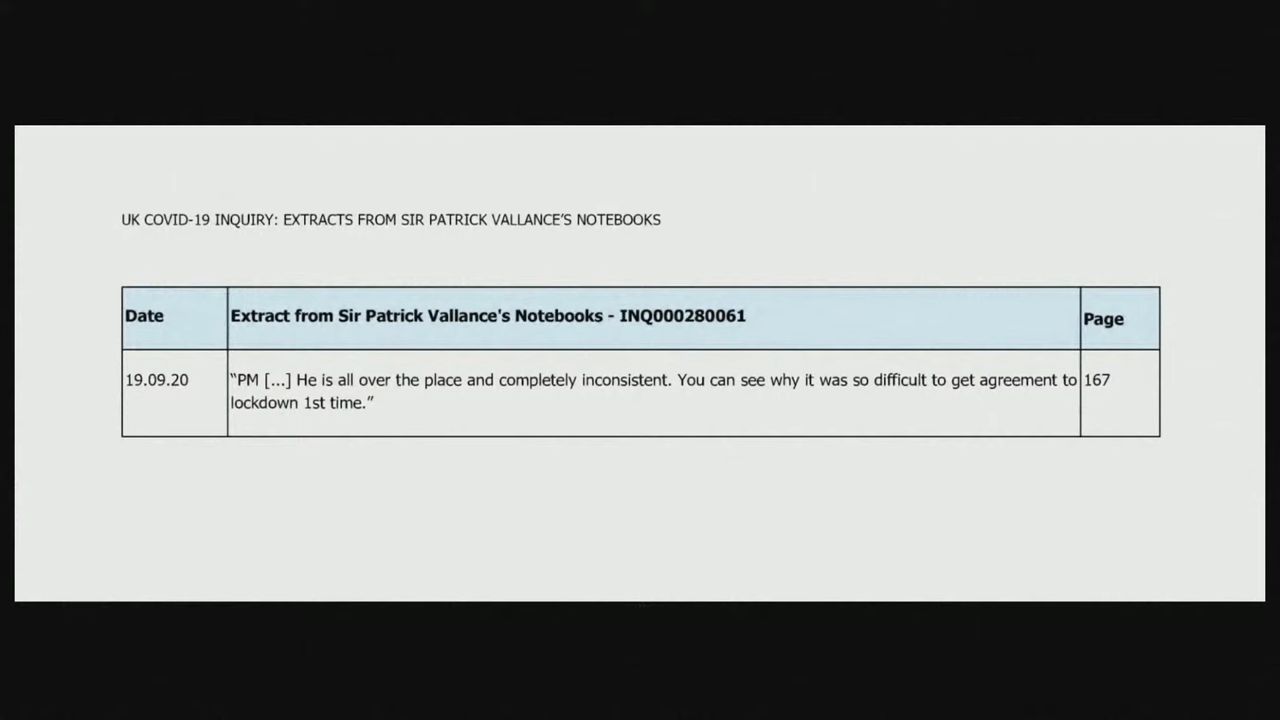 UK COVID-19 INQUIRY: EXTRACTS FROM SIR PATRICK VALLANCE'S NOTEBOOKS
Date
Extract from Sir Patrick Vallance's Notebooks - INQ000280061
Page
19.09.20
"PM [...] He is all over the place and completely inconsistent. You can see why it was so difficult to get agreement to
lockdown 1st time."
167